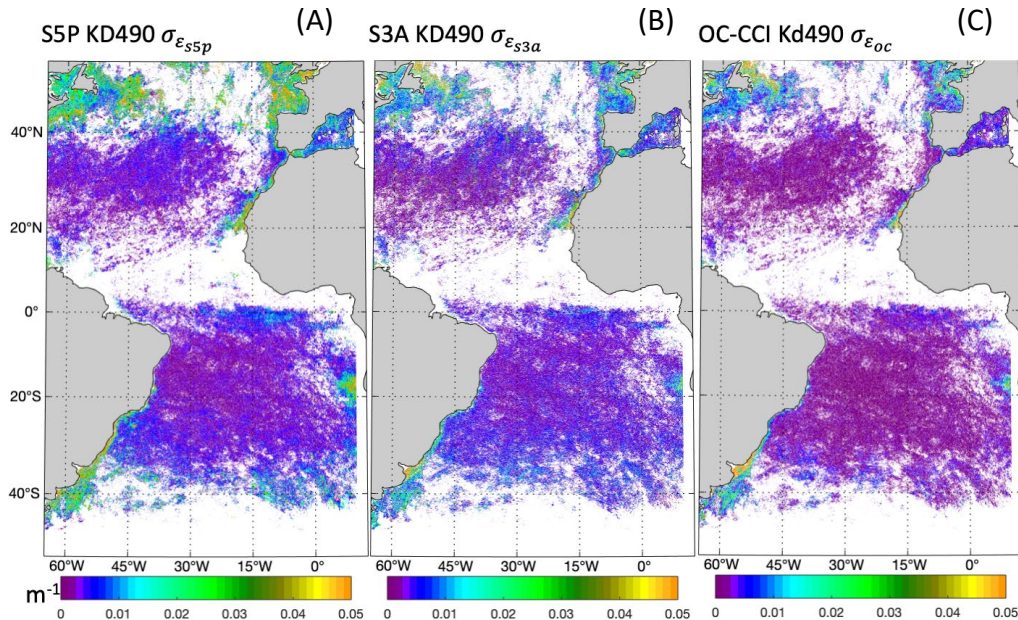 (A) (B) (C)
S5P KD490 σ_εs5p S3A KD490 σ_εs3a OC-CCI Kd490 σ_εoc
40°N
20°N
0°
20°S
40°S
60°W 45°W 30°W 15°W 0° 60°W 45°W 30°W 15°W 0° 60°W 45°W 30°W 15°W 0°
m⁻¹
0 0.01 0.02 0.03 0.04 0.05 0 0.01 0.02 0.03 0.04 0.05 0 0.01 0.02 0.03 0.04 0.05